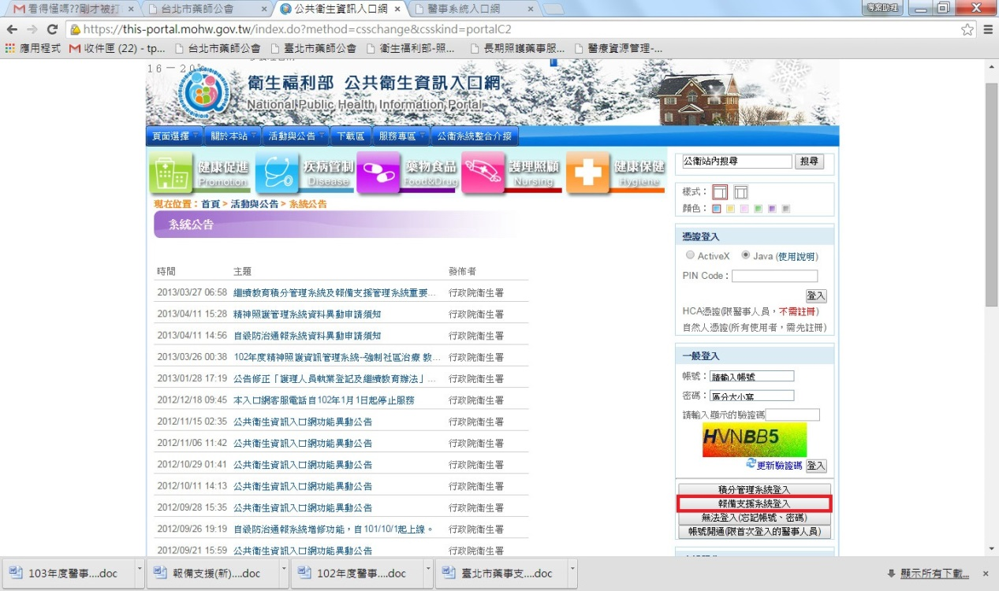 看得懂嗎??剛才被打
台北市藥師公會
公共衛生資訊入口網
醫事系統入口網
專案助理
https://this-portal.mohw.gov.tw/index.do?method=csschange&csskind=portalC2
應用程式 收件匣 (22) - tp... 台北市藥師公會 臺北市藥師公會 衛生福利部-照... 長期照護藥事服... 醫療資源管理-...
16－20
衛生福利部 公共衛生資訊入口網
National Public Health Information Portal
頁面選擇 關於本站 活動與公告 下載區 服務專區 公衛系統整合介接
健康促進 疾病管制 藥物食品 護理照顧 健康保健
Promotion Disease Food&Drug Nursing Hygiene
現在位置：首頁 > 活動與公告 > 系統公告
系統公告
時間 主題 發佈者
2013/03/27 06:58 繼續教育積分管理系統及報備支援管理系統重要... 行政院衛生署
2013/04/11 15:28 精神照護管理系統資料異動申請須知 行政院衛生署
2013/04/11 14:56 自殺防治通報系統資料異動申請須知 行政院衛生署
2013/03/26 00:38 102年度精神照護資訊管理系統--強制社區治療 教... 行政院衛生署
2013/01/28 17:19 公告修正「護理人員執業登記及繼續教育辦法」... 行政院衛生署
2012/12/18 09:45 本入口網客服電話自102年1月1日起停止服務 行政院衛生署
2012/11/15 02:35 公共衛生資訊入口網功能異動公告 行政院衛生署
2012/11/06 11:42 公共衛生資訊入口網功能異動公告 行政院衛生署
2012/10/29 01:41 公共衛生資訊入口網功能異動公告 行政院衛生署
2012/10/11 14:13 公共衛生資訊入口網功能異動公告 行政院衛生署
2012/09/28 15:35 公共衛生資訊入口網功能異動公告 行政院衛生署
2012/09/26 19:19 自殺防治通報系統增修功能，自101/10/1起上線。 行政院衛生署
2012/09/21 15:59 公共衛生資訊入口網功能異動公告 行政院衛生署
公衛站內搜尋 搜尋
樣式：
顏色：
憑證登入
ActiveX Java (使用說明)
PIN Code：
登入
HCA憑證(限醫事人員，不需註冊)
自然人憑證(所有使用者，需先註冊)
一般登入
帳號：請輸入帳號
密碼：區分大小寫
請輸入顯示的驗證碼
HVNBB5
更新驗證碼 登入
積分管理系統登入
報備支援系統登入
無法登入(忘記帳號、密碼)
帳號開通(限首次登入的醫事人員)
103年度醫事....doc 報備支援(新)....doc 102年度醫事....doc 臺北市藥事支....doc 顯示所有下載...